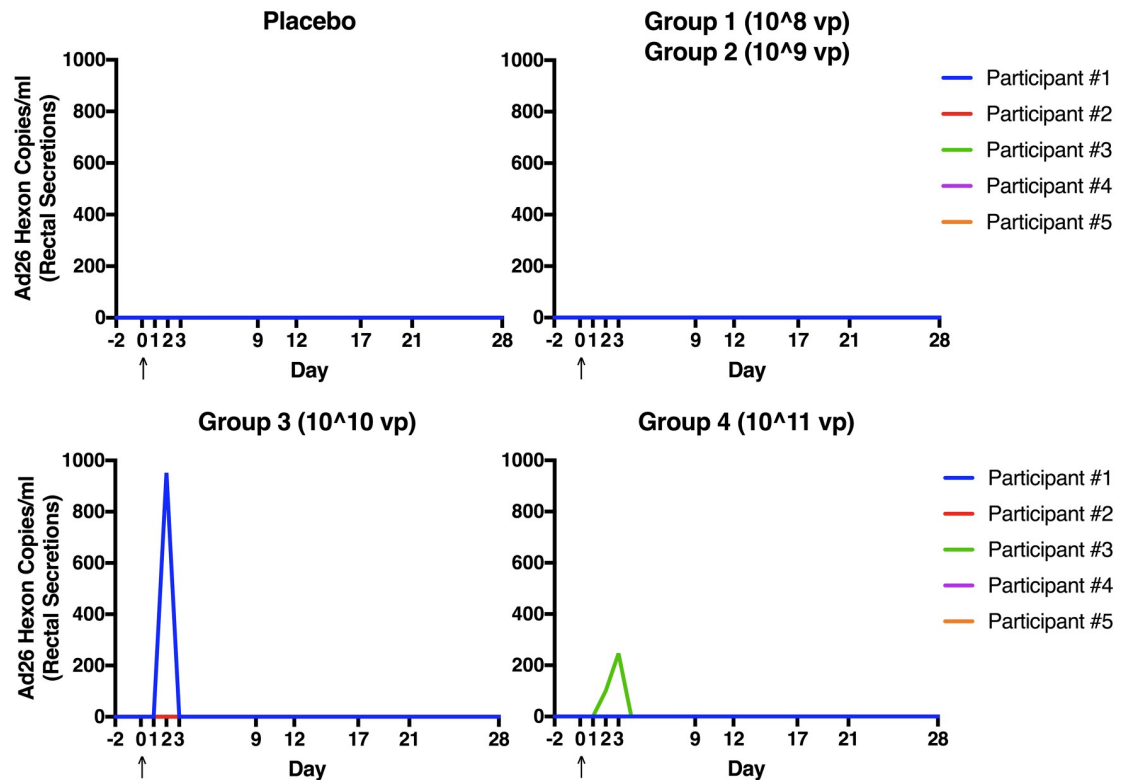 Placebo
Ad26 Hexon Copies/ml
(Rectal Secretions)
1000
800
600
400
200
0
-2 0 1 2 3 9 12 17 21 28
↑
Day
Group 1 (10^8 vp)
Group 2 (10^9 vp)
1000
800
600
400
200
0
-2 0 1 2 3 9 12 17 21 28
↑
Day
Participant #1
Participant #2
Participant #3
Participant #4
Participant #5
Group 3 (10^10 vp)
Ad26 Hexon Copies/ml
(Rectal Secretions)
1000
800
600
400
200
0
-2 0 1 2 3 9 12 17 21 28
↑
Day
Group 4 (10^11 vp)
1000
800
600
400
200
0
-2 0 1 2 3 9 12 17 21 28
↑
Day
Participant #1
Participant #2
Participant #3
Participant #4
Participant #5